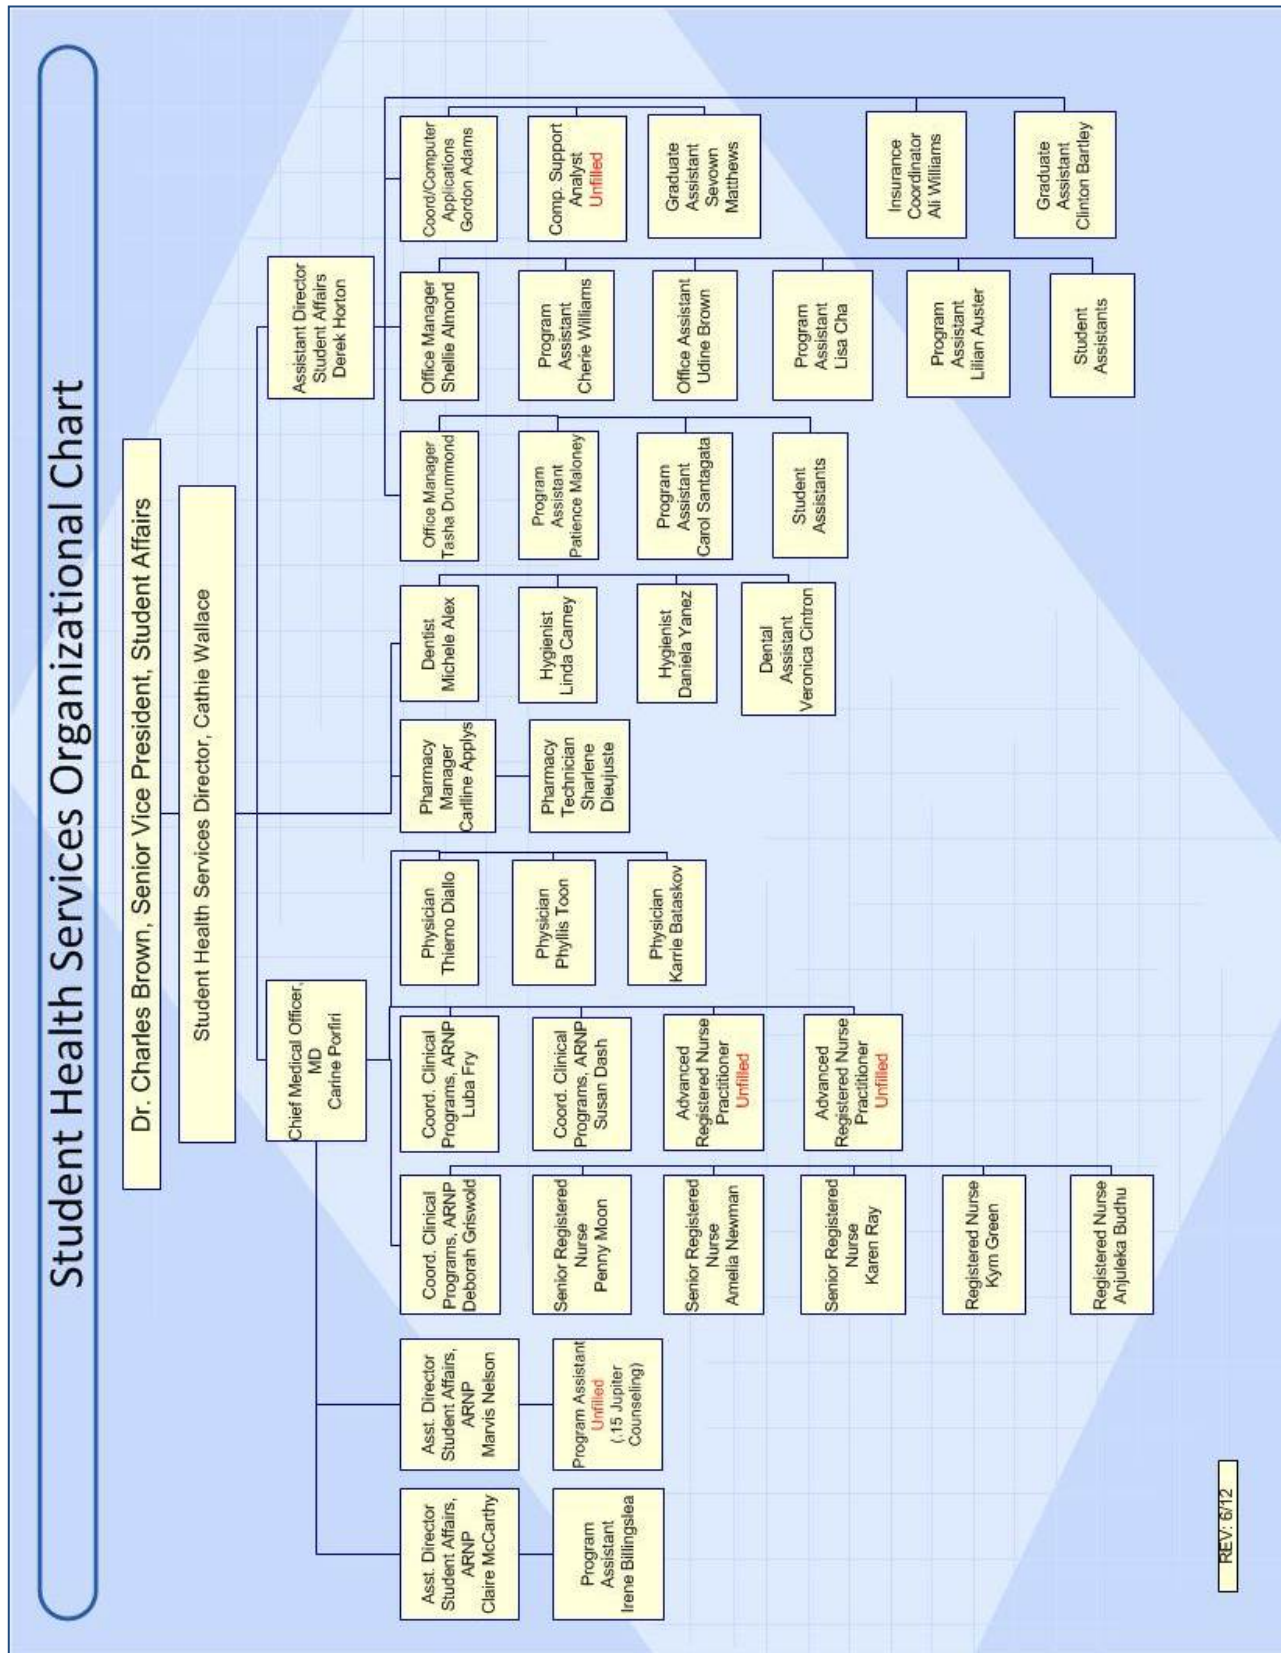 Student Health Services Organizational Chart
Dr. Charles Brown, Senior Vice President, Student Affairs
Student Health Services Director, Cathie Wallace
Chief Medical Officer,
MD
Carine Porfiri
Assistant Director
Student Affairs
Derek Horton
Asst. Director
Student Affairs,
ARNP
Claire McCarthy
Program
Assistant
Irene Billingslea
Asst. Director
Student Affairs,
ARNP
Marvis Nelson
Program Assistant
Unfilled
(.15 Jupiter
Counseling)
Coord. Clinical
Programs, ARNP
Deborah Griswold
Senior Registered
Nurse
Penny Moon
Senior Registered
Nurse
Amelia Newman
Senior Registered
Nurse
Karen Ray
Registered Nurse
Kym Green
Registered Nurse
Anjuleka Budhu
Coord. Clinical
Programs, ARNP
Luba Fry
Coord. Clinical
Programs, ARNP
Susan Dash
Advanced
Registered Nurse
Practitioner
Unfilled
Advanced
Registered Nurse
Practitioner
Unfilled
Physician
Thierno Diallo
Physician
Phyllis Toon
Physician
Karrie Bataskov
Pharmacy
Manager
Carlline Applys
Pharmacy
Technician
Sharlene
Dieujuste
Dentist
Michele Alex
Hygienist
Linda Carney
Hygienist
Daniela Yanez
Dental
Assistant
Veronica Cintron
Office Manager
Tasha Drummond
Program
Assistant
Patience Maloney
Program
Assistant
Carol Santagata
Student
Assistants
Office Manager
Shellie Almond
Program
Assistant
Cherie Williams
Office Assistant
Udine Brown
Program
Assistant
Lisa Cha
Program
Assistant
Lilian Auster
Student
Assistants
Coord/Computer
Applications
Gordon Adams
Comp. Support
Analyst
Unfilled
Graduate
Assistant
Sevown
Matthews
Insurance
Coordinator
Ali Williams
Graduate
Assistant
Clinton Bartley
REV: 6/12